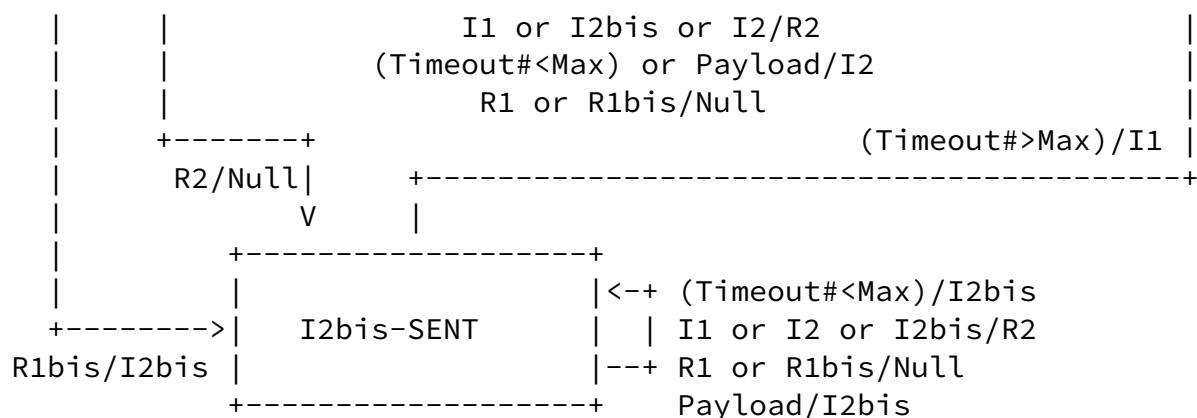 |     |                I1 or I2bis or I2/R2                       |
|     |           (Timeout#<Max) or Payload/I2                    |
|     |                 R1 or R1bis/Null                          |
|     +-------+                              (Timeout#>Max)/I1 |
|      R2/Null|     +------------------------------------------+
|             V     |
|         +-------------------+
|         |                   |<-+ (Timeout#<Max)/I2bis
+-------->|    I2bis-SENT     |  | I1 or I2 or I2bis/R2
R1bis/I2bis |                   |--+ R1 or R1bis/Null
+-------------------+    Payload/I2bis